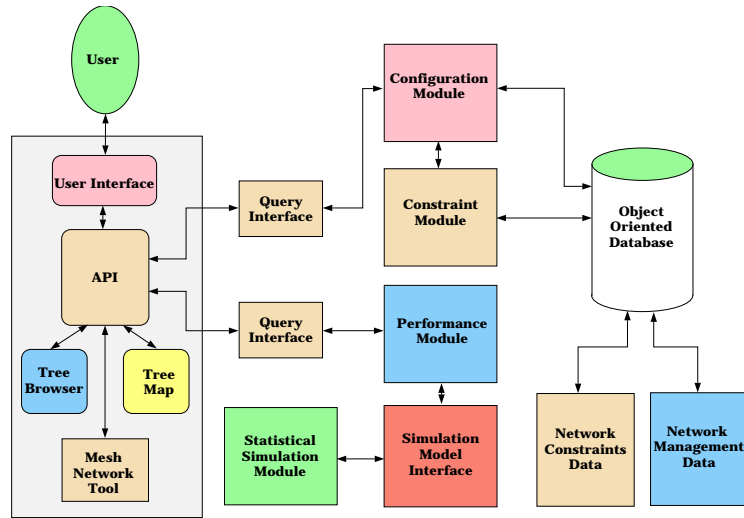 User
User Interface
API
Tree
Browser
Tree
Map
Mesh
Network
Tool
Query
Interface
Query
Interface
Configuration
Module
Constraint
Module
Performance
Module
Statistical
Simulation
Module
Simulation
Model
Interface
Object
Oriented
Database
Network
Constraints
Data
Network
Management
Data